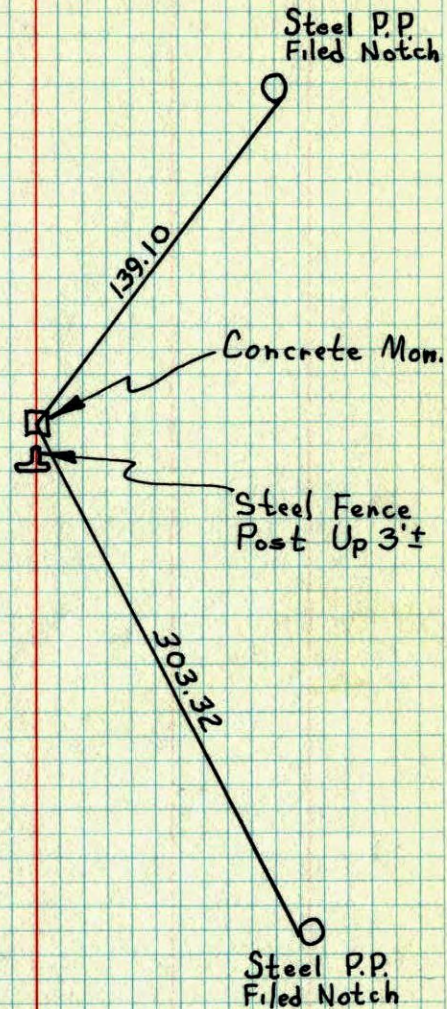 Steel P.P.
Filed Notch
139.10
Concrete Mon.
Steel Fence
Post Up 3'±
303.32
Steel P.P.
Filed Notch